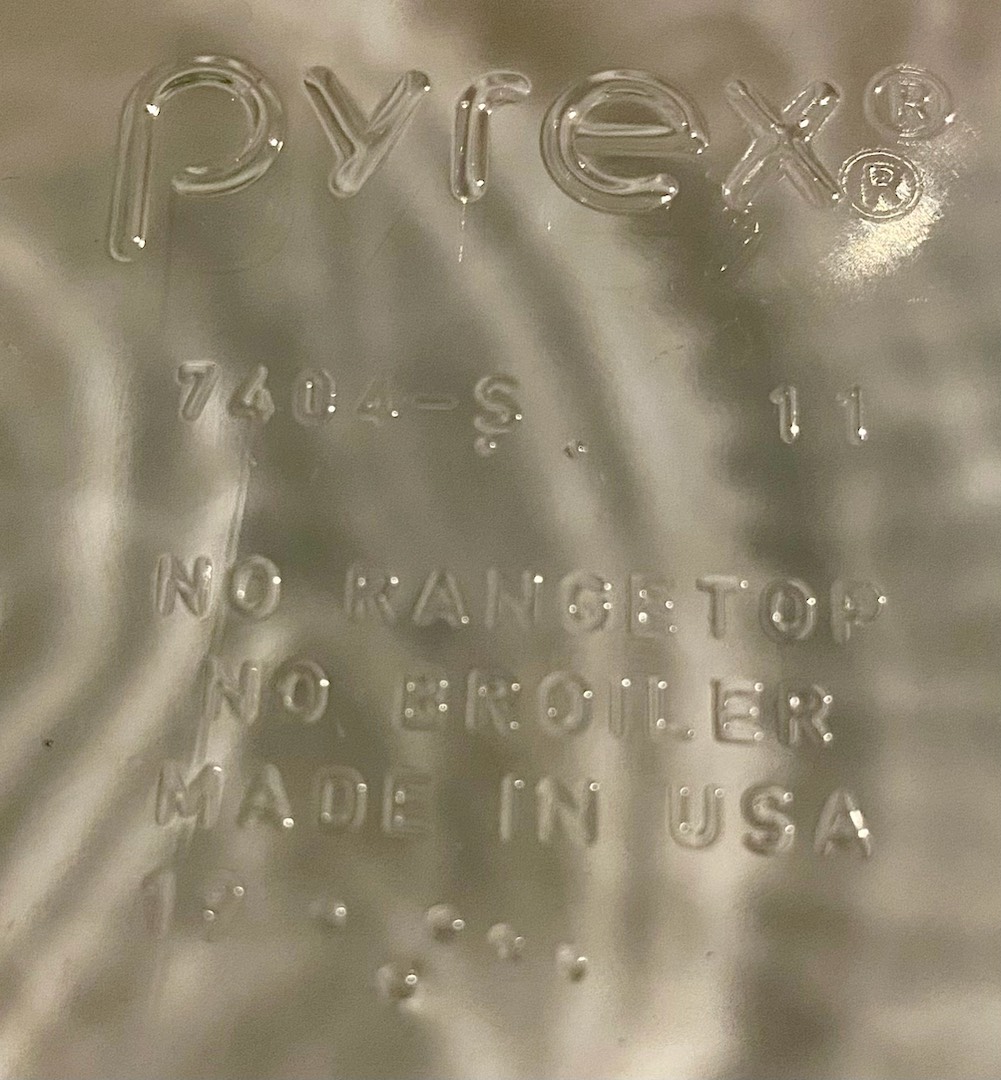 pyrex®
®
7404-S 11
NO RANGETOP
NO BROILER
MADE IN USA